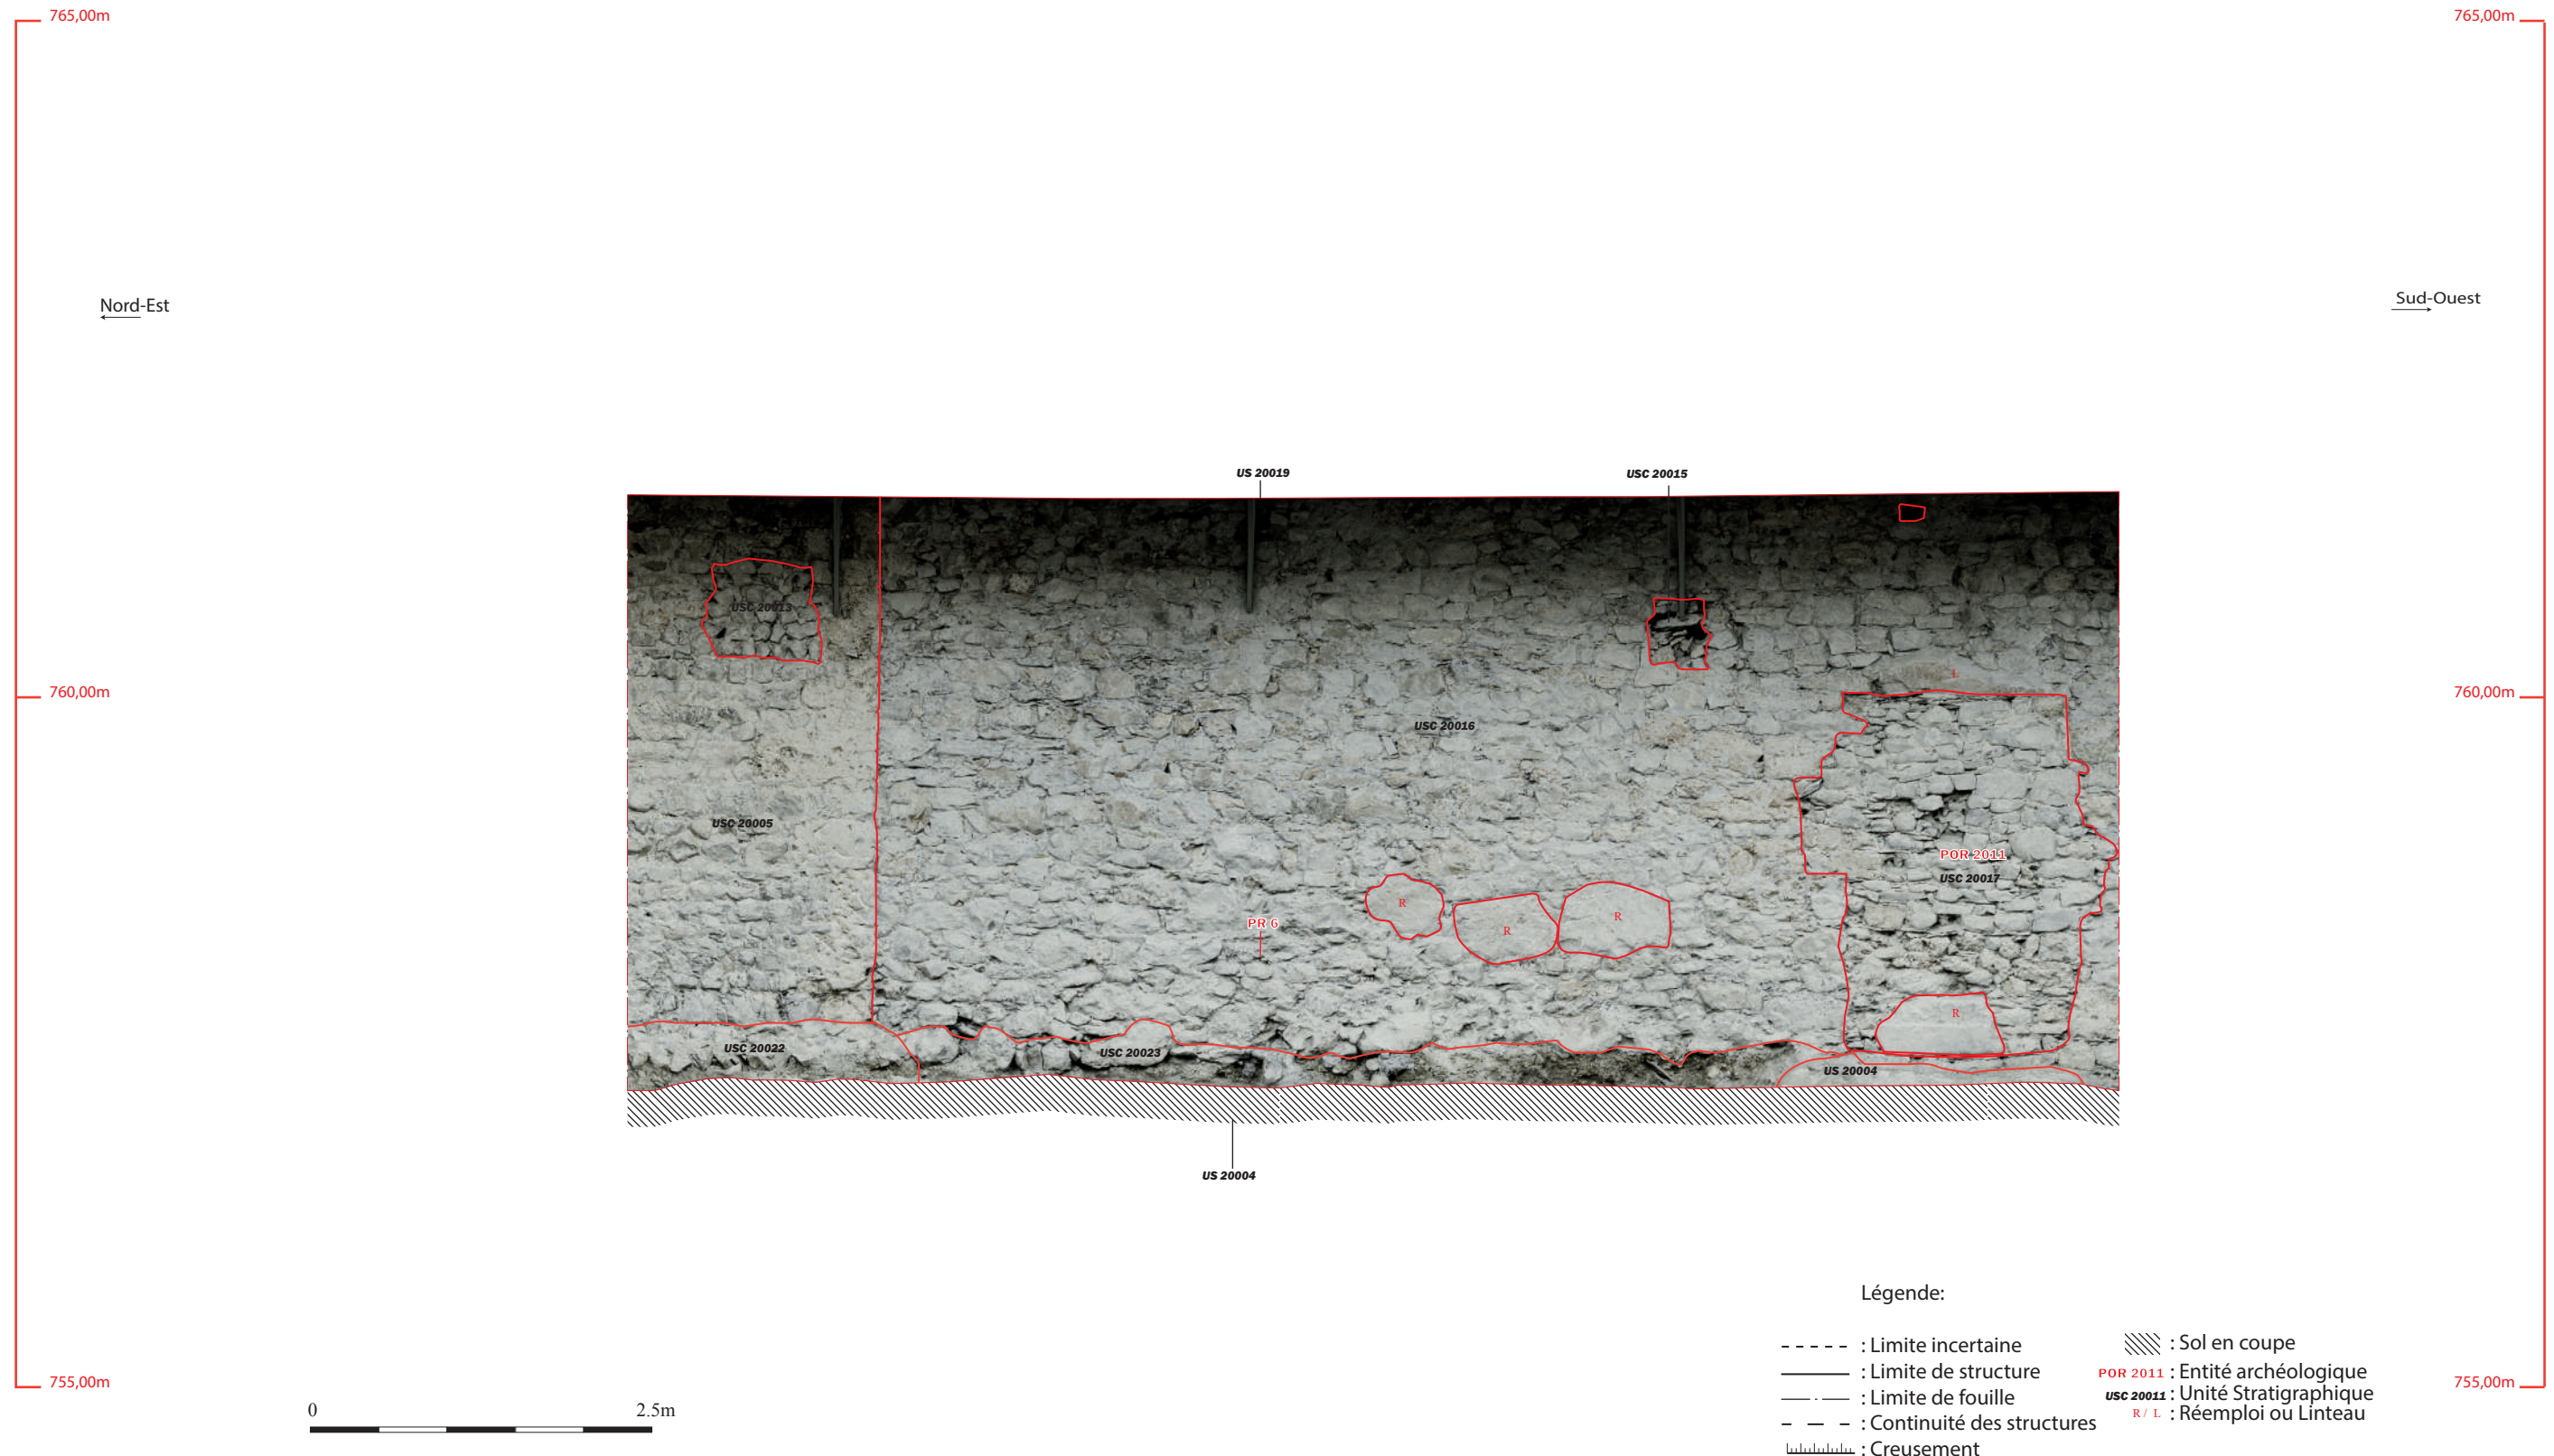 765,00m
765,00m
Nord-Est
Sud-Ouest
US 20019
USC 20015
USC 20013
L
760,00m
760,00m
USC 20016
USC 20005
POR 2011
USC 20017
R
R
R
PR 6
R
USC 20022
USC 20023
US 20004
US 20004
Légende:
: Limite incertaine
: Limite de structure
: Limite de fouille
: Continuité des structures
: Creusement
: Sol en coupe
POR 2011 : Entité archéologique
USC 20011 : Unité Stratigraphique
R / L : Réemploi ou Linteau
755,00m
755,00m
0
2.5m